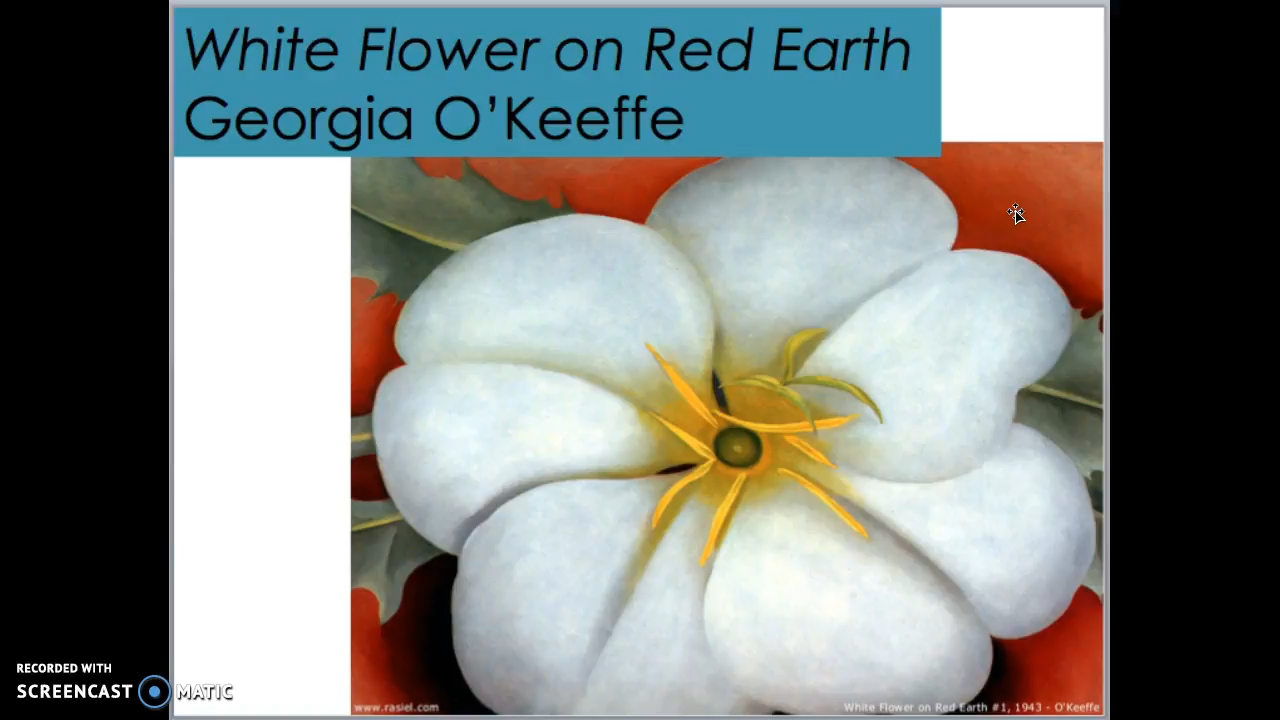 White Flower on Red Earth
Georgia O’Keeffe
www.rasiel.com
White Flower on Red Earth #1, 1943 - O'Keeffe
RECORDED WITH
SCREENCAST MATIC